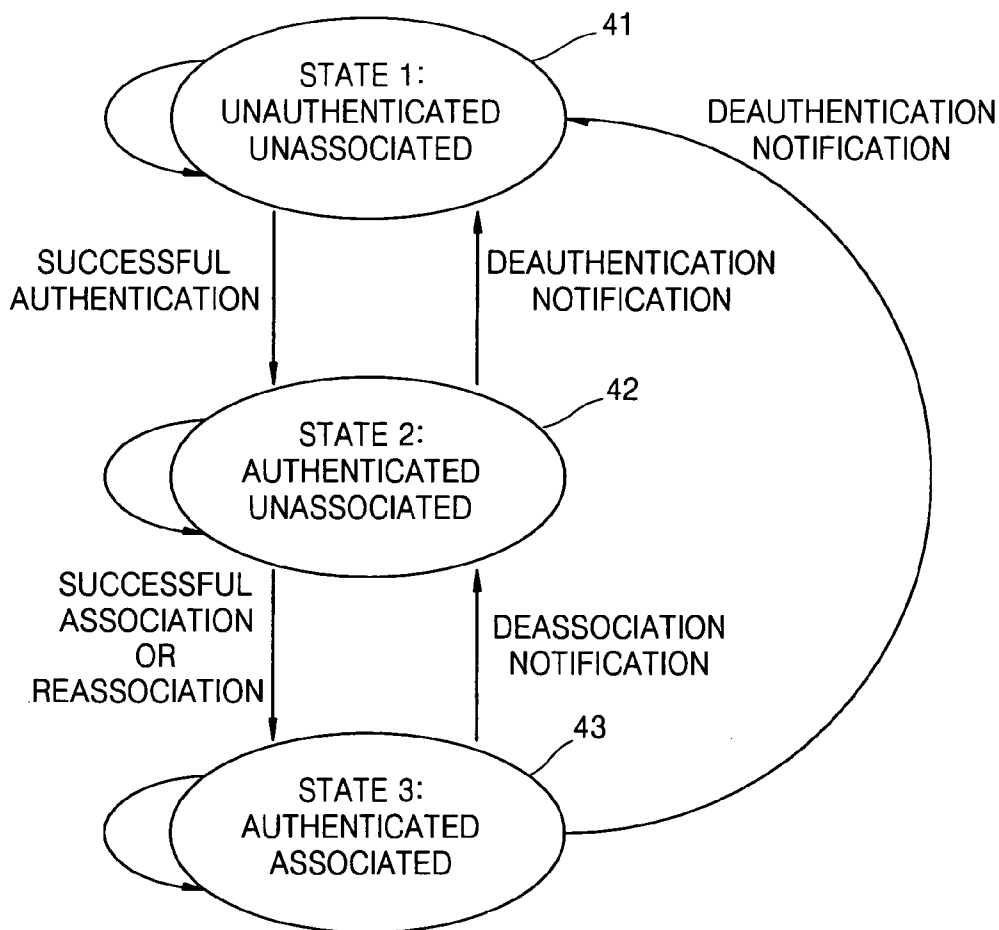 41
STATE 1:
UNAUTHENTICATED
UNASSOCIATED
DEAUTHENTICATION
NOTIFICATION
SUCCESSFUL
AUTHENTICATION
DEAUTHENTICATION
NOTIFICATION
42
STATE 2:
AUTHENTICATED
UNASSOCIATED
SUCCESSFUL
ASSOCIATION
OR
REASSOCIATION
DEASSOCIATION
NOTIFICATION
43
STATE 3:
AUTHENTICATED
ASSOCIATED